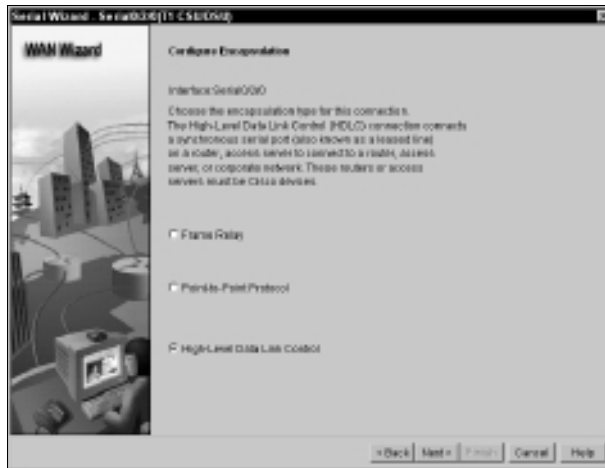 Serial Wizard - Serial0/3/0(T1 CSU/DSU)
WAN Wizard
Configure Encapsulation
Interface:Serial0/3/0
Choose the encapsulation type for this connection.
The High-Level Data Link Control (HDLC) connection connects
a synchronous serial port (also known as a leased line)
on a router, access server to connect to a router, access
server, or corporate network. These routers or access
servers must be Cisco devices.
Frame Relay
Point-to-Point Protocol
High-Level Data Link Control
< Back Next > Finish Cancel Help